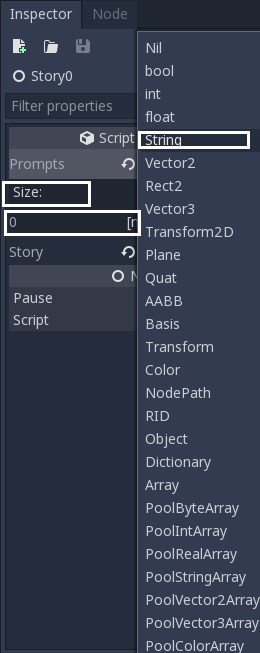 Inspector Node
Story0
Filter properties
Script
Prompts
Size:
0
Story
Pause
Script
Nil
bool
int
float
String
Vector2
Rect2
Vector3
Transform2D
Plane
Quat
AABB
Basis
Transform
Color
NodePath
RID
Object
Dictionary
Array
PoolByteArray
PoolIntArray
PoolRealArray
PoolStringArray
PoolVector2Array
PoolVector3Array
PoolColorArray